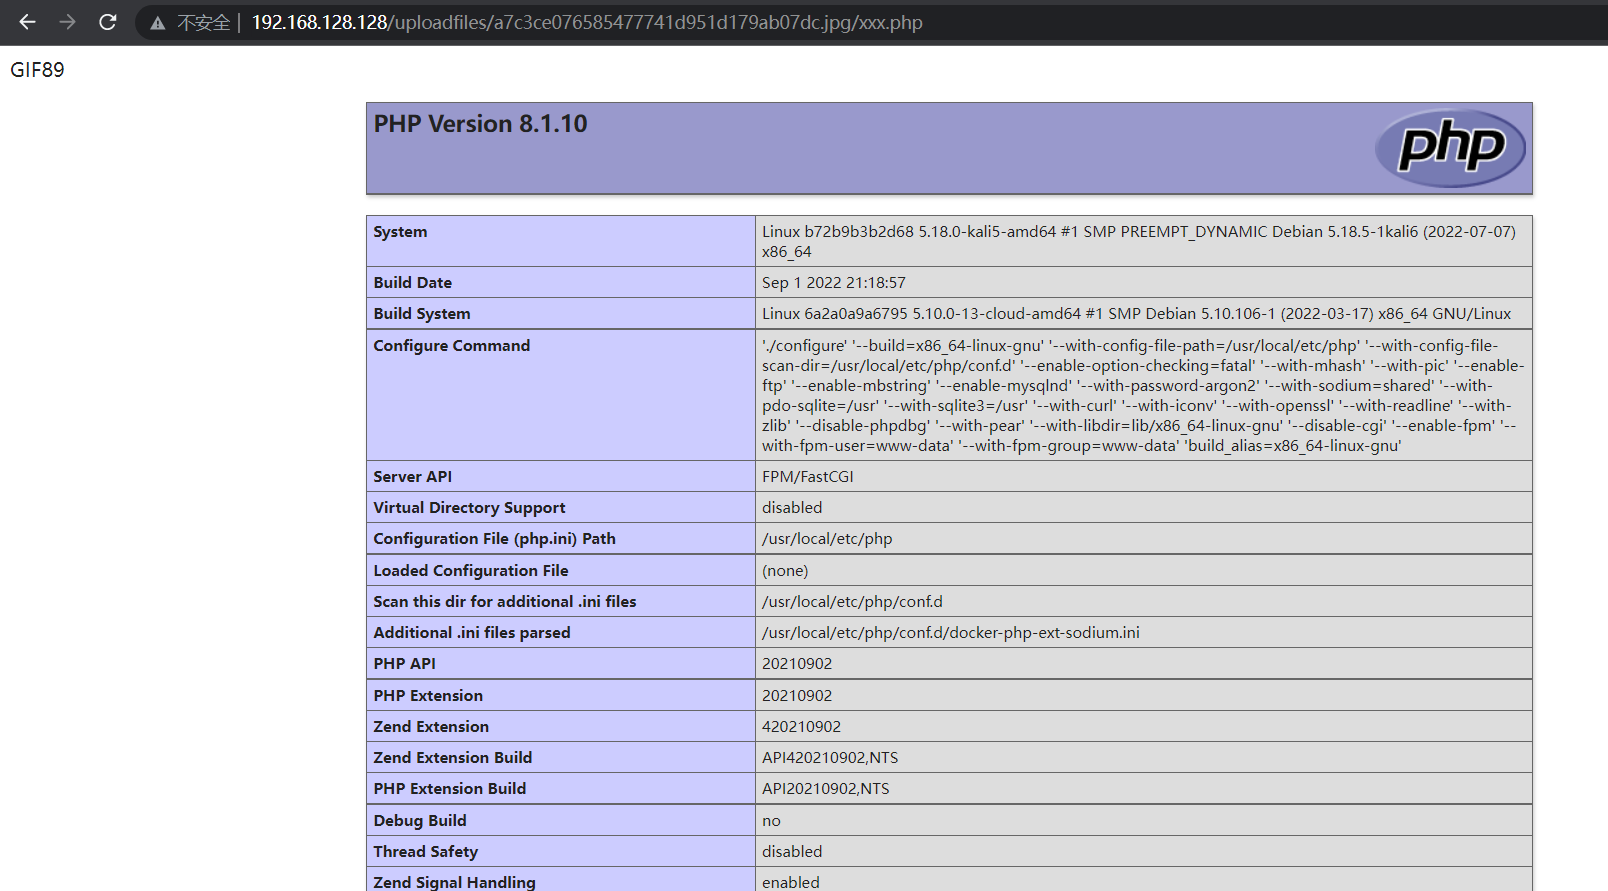 不安全 | 192.168.128.128/uploadfiles/a7c3ce076585477741d951d179ab07dc.jpg/xxx.php
GIF89
PHP Version 8.1.10
php
System
Linux b72b9b3b2d68 5.18.0-kali5-amd64 #1 SMP PREEMPT_DYNAMIC Debian 5.18.5-1kali6 (2022-07-07)
x86_64
Build Date
Sep 1 2022 21:18:57
Build System
Linux 6a2a0a9a6795 5.10.0-13-cloud-amd64 #1 SMP Debian 5.10.106-1 (2022-03-17) x86_64 GNU/Linux
Configure Command
'./configure' '--build=x86_64-linux-gnu' '--with-config-file-path=/usr/local/etc/php' '--with-config-file-
scan-dir=/usr/local/etc/php/conf.d' '--enable-option-checking=fatal' '--with-mhash' '--with-pic' '--enable-
ftp' '--enable-mbstring' '--enable-mysqlnd' '--with-password-argon2' '--with-sodium=shared' '--with-
pdo-sqlite=/usr' '--with-sqlite3=/usr' '--with-curl' '--with-iconv' '--with-openssl' '--with-readline' '--with-
zlib' '--disable-phpdbg' '--with-pear' '--with-libdir=lib/x86_64-linux-gnu' '--disable-cgi' '--enable-fpm' '--
with-fpm-user=www-data' '--with-fpm-group=www-data' 'build_alias=x86_64-linux-gnu'
Server API
FPM/FastCGI
Virtual Directory Support
disabled
Configuration File (php.ini) Path
/usr/local/etc/php
Loaded Configuration File
(none)
Scan this dir for additional .ini files
/usr/local/etc/php/conf.d
Additional .ini files parsed
/usr/local/etc/php/conf.d/docker-php-ext-sodium.ini
PHP API
20210902
PHP Extension
20210902
Zend Extension
420210902
Zend Extension Build
API420210902,NTS
PHP Extension Build
API20210902,NTS
Debug Build
no
Thread Safety
disabled
Zend Signal Handling
enabled